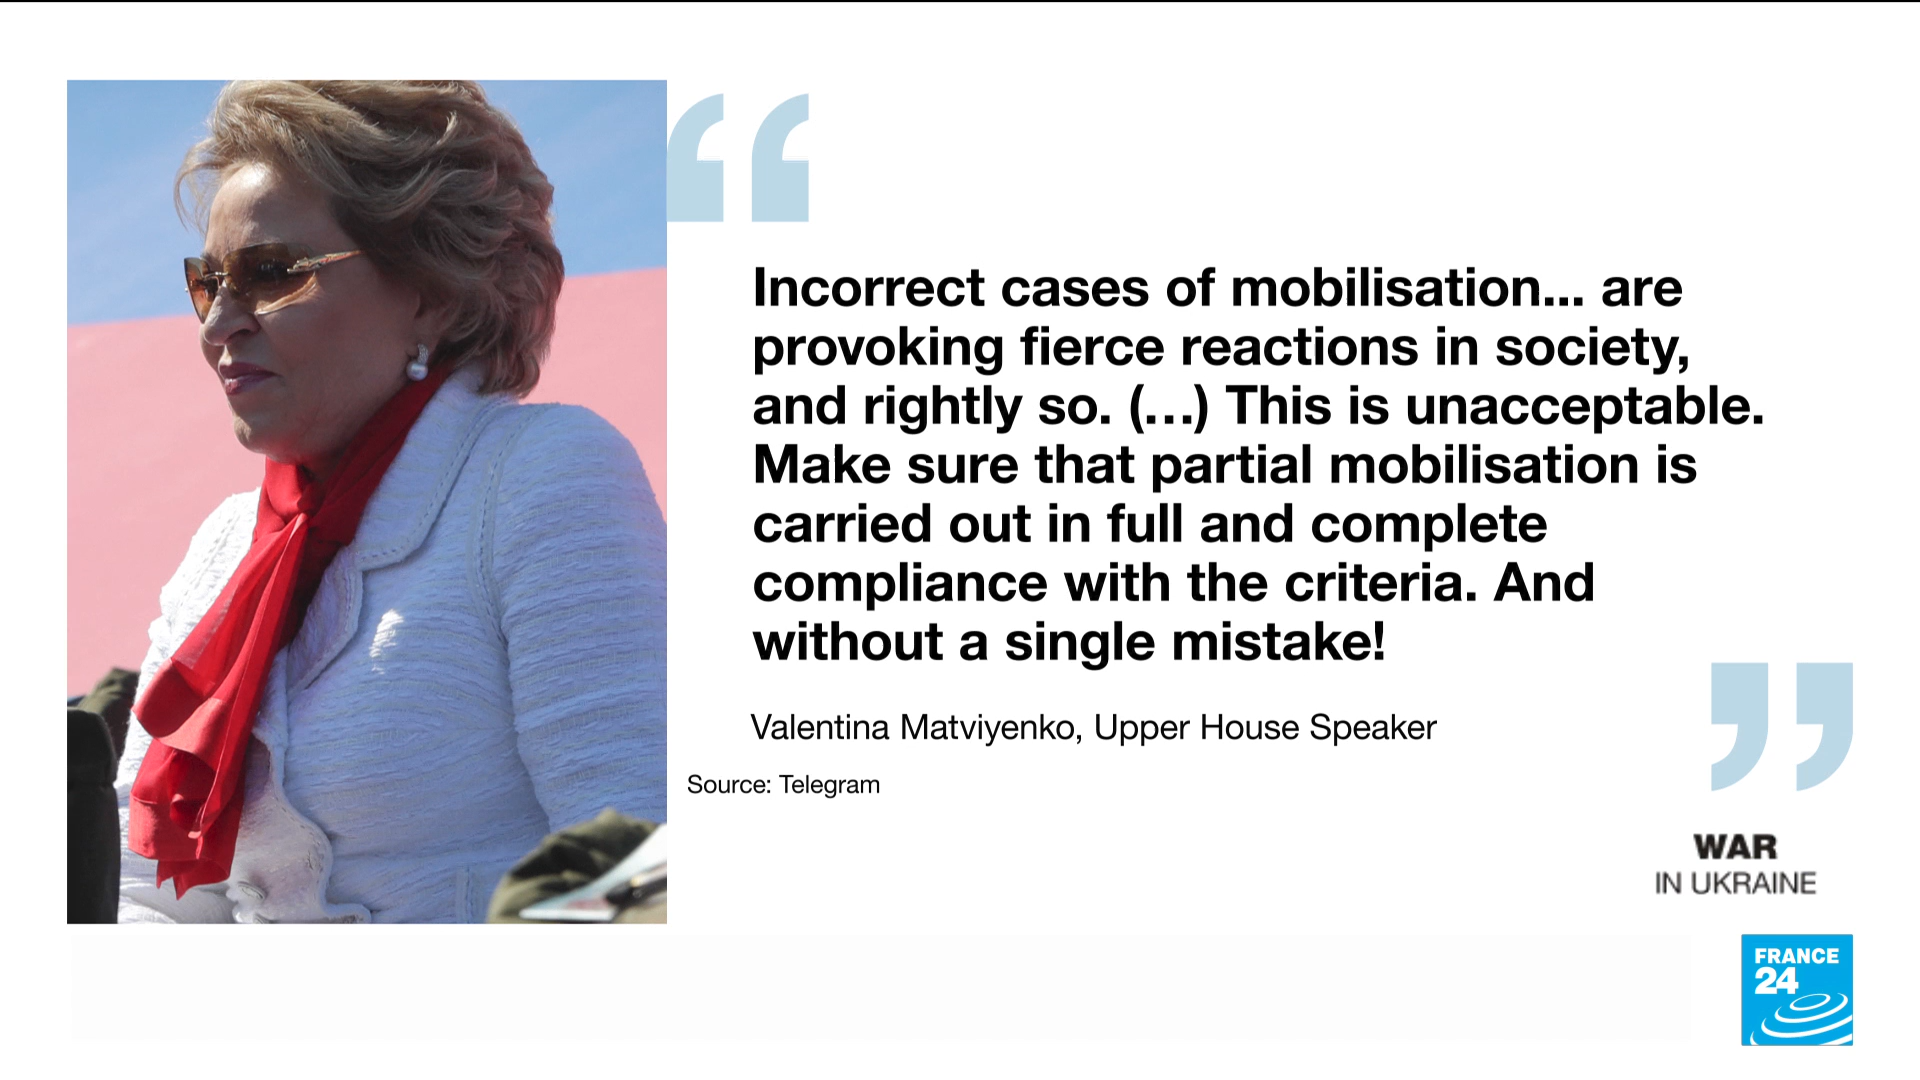 Incorrect cases of mobilisation... are
provoking fierce reactions in society,
and rightly so. (…) This is unacceptable.
Make sure that partial mobilisation is
carried out in full and complete
compliance with the criteria. And
without a single mistake!
Valentina Matviyenko, Upper House Speaker
Source: Telegram
WAR
IN UKRAINE
FRANCE
24